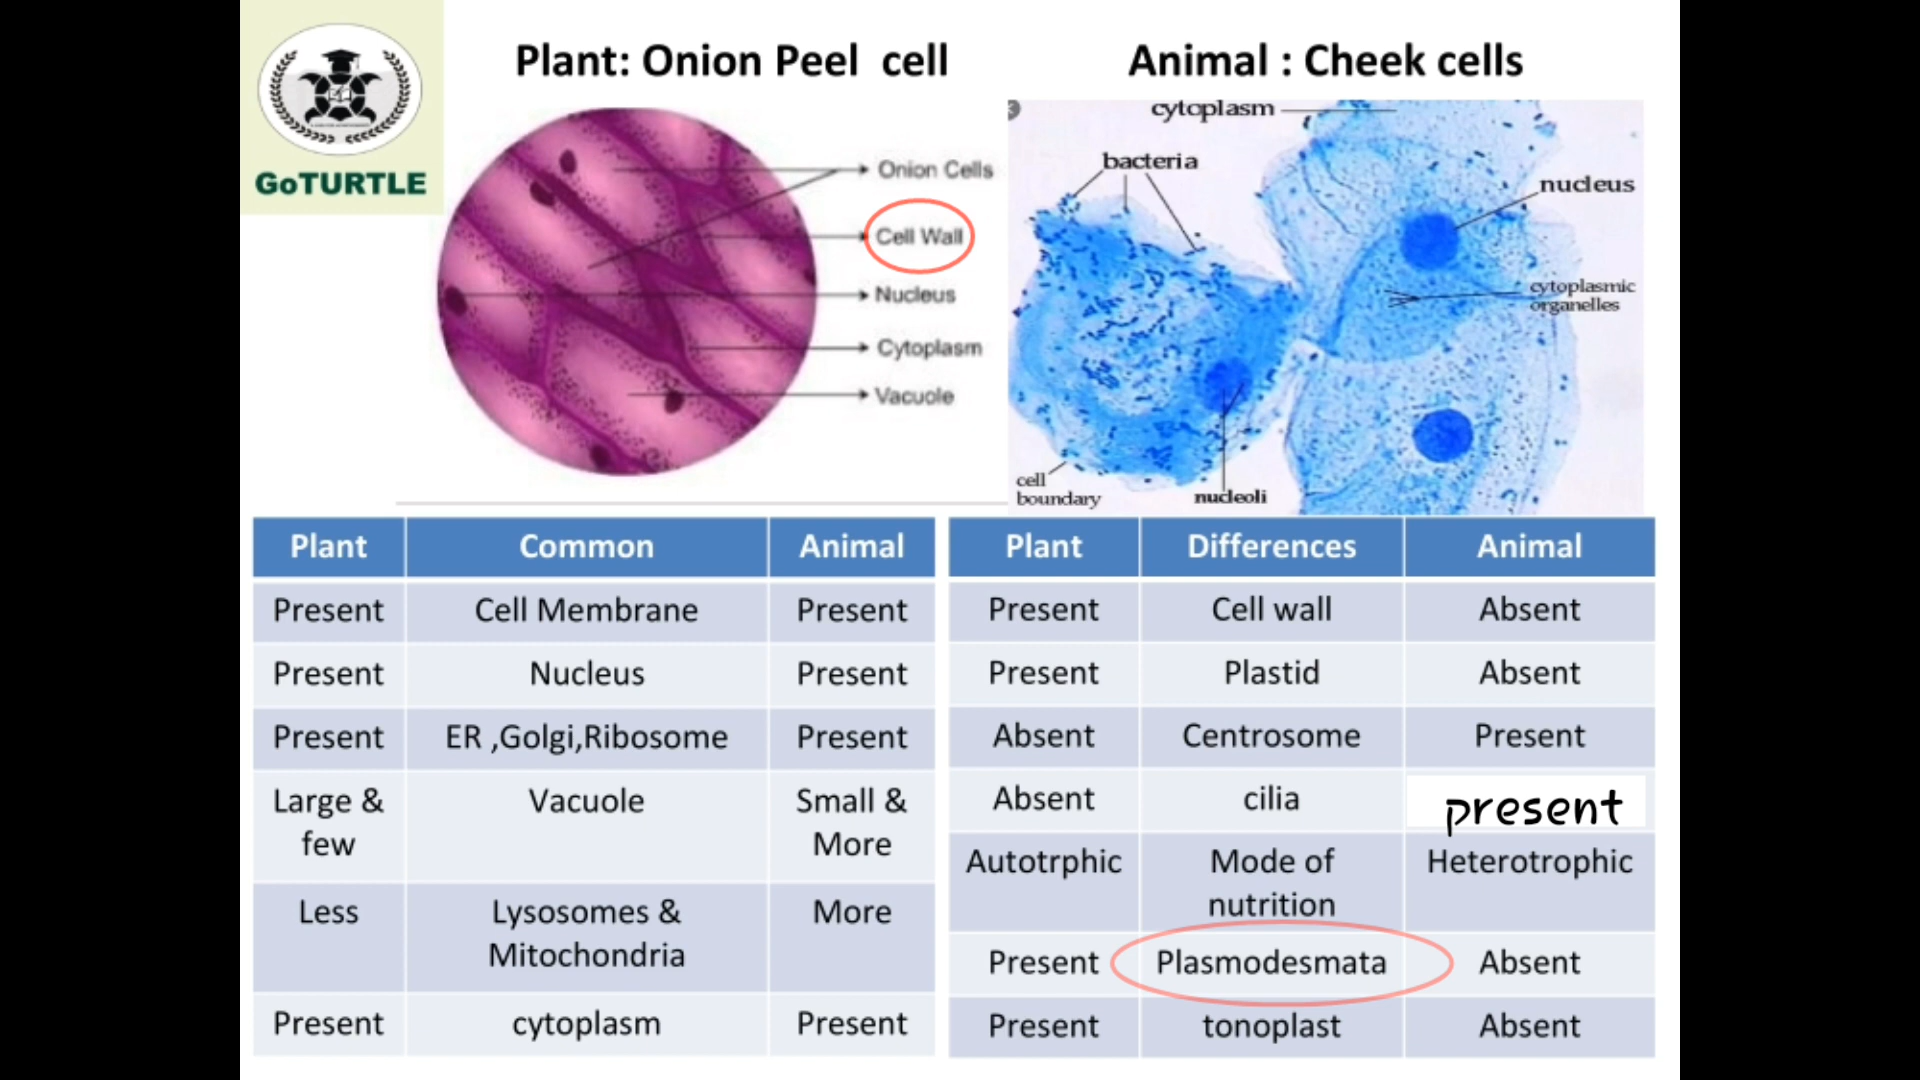 GoTURTLE
Plant: Onion Peel cell
Onion Cells
Cell Wall
Nucleus
Cytoplasm
Vacuole
Animal : Cheek cells
cytoplasm
bacteria
nucleus
cytoplasmic
organelles
cell
boundary
nucleoli
Plant Common Animal
Present Cell Membrane Present
Present Nucleus Present
Present ER ,Golgi,Ribosome Present
Large & Vacuole Small &
few More
Less Lysosomes & More
Mitochondria
Present cytoplasm Present
Plant Differences Animal
Present Cell wall Absent
Present Plastid Absent
Absent Centrosome Present
Absent cilia present
Autotrphic Mode of Heterotrophic
nutrition
Present Plasmodesmata Absent
Present tonoplast Absent